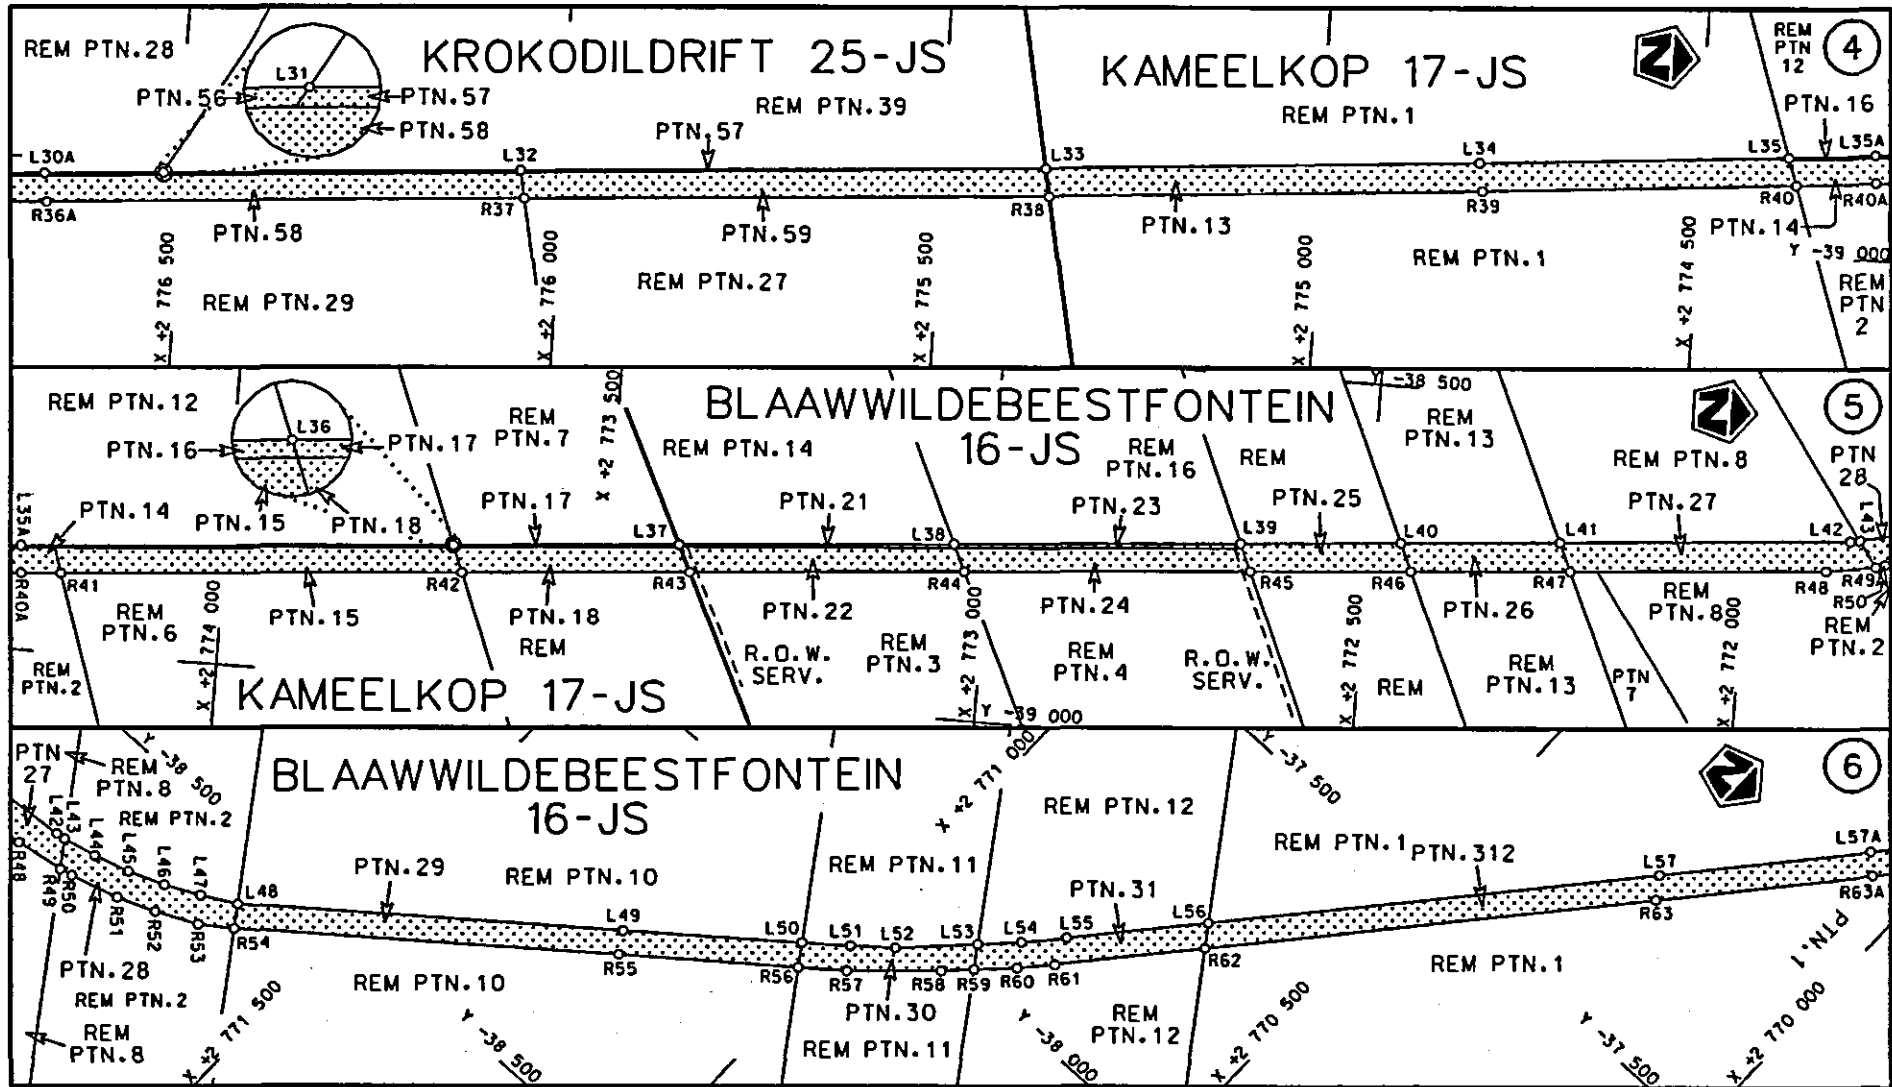 REM PTN.28
KROKODILDRIFT 25-JS
KAMEELKOP 17-JS
REM
PTN
12
4
L31
PTN.56
PTN.57
PTN.58
REM PTN.39
PTN.57
REM PTN.1
PTN.16
L30A
L32
L33
L34
L35
L35A
R36A
R37
R38
R39
R40
R40A
PTN.58
PTN.59
PTN.13
PTN.14
REM PTN.29
REM PTN.27
REM PTN.1
Y -39 000
REM
PTN
2
X +2 776 500
X +2 776 000
X +2 775 500
X +2 775 000
X +2 774 500
REM PTN.12
L36
PTN.16
PTN.17
PTN.15
PTN.18
REM
PTN.7
X +2 773 500
BLAAWWILDEBEESTFONTEIN
16-JS
REM PTN.14
REM
PTN.16
REM
Y -38 500
REM
PTN.13
REM PTN.8
PTN
28
5
L35A
PTN.14
PTN.17
PTN.21
PTN.23
PTN.25
PTN.27
L37
L38
L39
L40
L41
L42
L43
R40A
R41
R42
R43
R44
R45
R46
R47
R48
R49
R50
REM
PTN.6
PTN.15
PTN.18
PTN.22
PTN.24
PTN.26
REM
PTN.8
REM
PTN.2
REM
PTN.2
X +2 774 000
REM
R.O.W.
SERV.
REM
PTN.3
X +2 773 000
REM
PTN.4
R.O.W.
SERV.
X +2 772 500
REM
REM
PTN.13
PTN
7
X +2 772 000
KAMEELKOP 17-JS
Y -39 000
PTN
27
REM
PTN.8
Y -38 500
REM PTN.2
BLAAWWILDEBEESTFONTEIN
16-JS
X +2 771 000
Y -37 500
6
REM PTN.12
REM PTN.1
PTN.312
PTN.29
REM PTN.10
REM PTN.11
PTN.31
L42
L43
L44
L45
L46
L47
L48
L49
L50
L51
L52
L53
L54
L55
L56
L57
L57A
R48
R49
R50
R51
R52
R53
R54
R55
R56
R57
R58
R59
R60
R61
R62
R63
R63A
PTN.28
REM PTN.2
REM
PTN.8
REM PTN.10
PTN.30
REM PTN.11
REM
PTN.12
REM PTN.1
PTN.1
X +2 771 500
Y -38 500
Y -38 000
X +2 770 500
Y -37 500
X +2 770 000